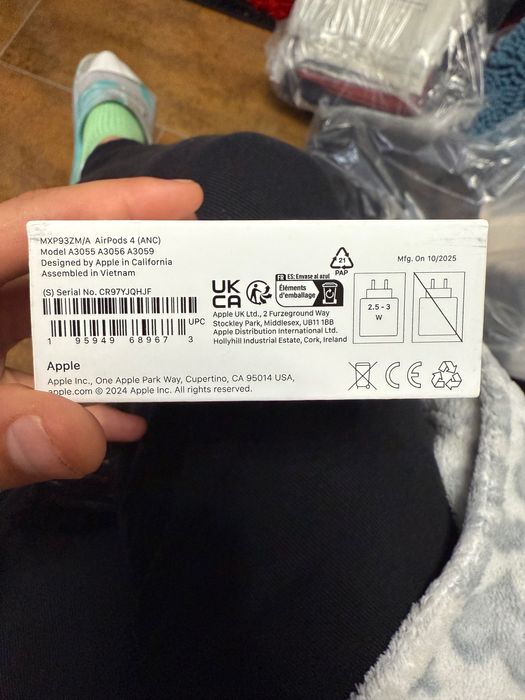 MXP93ZM/A AirPods 4 (ANC)
Model A3055 A3056 A3059
Designed by Apple in California
Assembled in Vietnam
(S) Serial No. CR97YJQHJF
UPC
1 95949 68967 3
Apple
Apple Inc., One Apple Park Way, Cupertino, CA 95014 USA,
apple.com © 2024 Apple Inc. All rights reserved.
UK
CA
FR ES: Envase al azul
Éléments
d'emballage
Apple UK Ltd., 2 Furzeground Way
Stockley Park, Middlesex, UB11 1BB
Apple Distribution International Ltd.
Hollyhill Industrial Estate, Cork, Ireland
21
PAP
Mfg. On 10/2025
2.5 - 3
W
CE